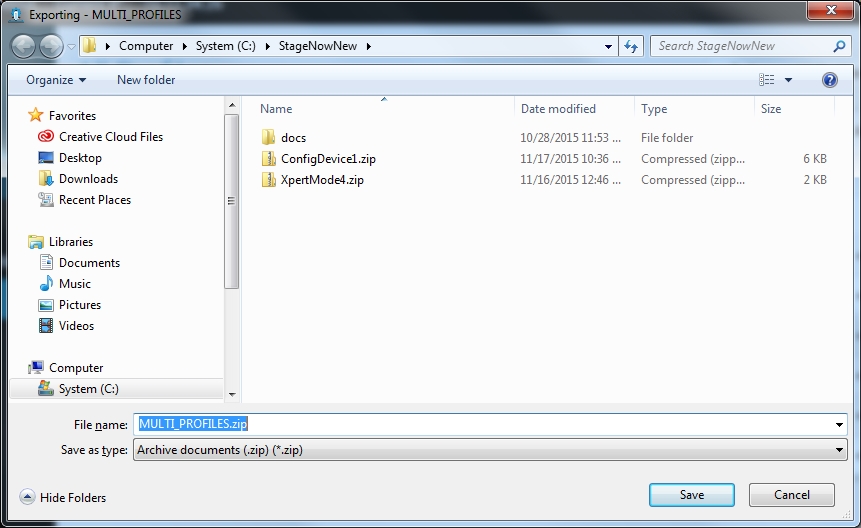 Exporting - MULTI_PROFILES
Computer System (C:) StageNowNew Search StageNowNew
Organize New folder
Name Date modified Type Size
docs 10/28/2015 11:53 ... File folder
ConfigDevice1.zip 11/17/2015 10:36 ... Compressed (zipp... 6 KB
XpertMode4.zip 11/16/2015 12:46 ... Compressed (zipp... 2 KB
Favorites
Creative Cloud Files
Desktop
Downloads
Recent Places
Libraries
Documents
Music
Pictures
Videos
Computer
System (C:)
File name: MULTI_PROFILES.zip
Save as type: Archive documents (.zip) (*.zip)
Hide Folders Save Cancel